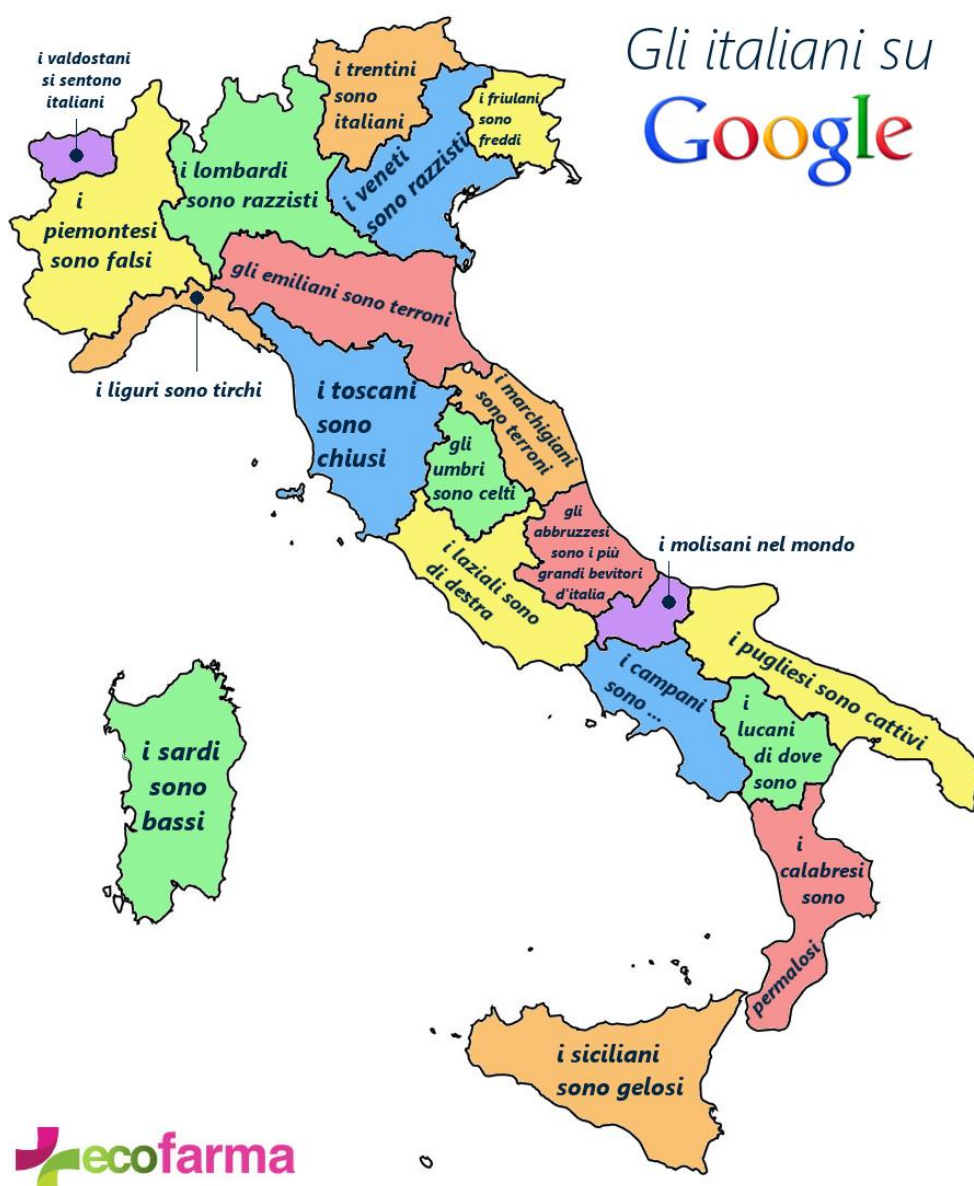 Gli italiani su
Google
i valdostani
si sentono
italiani
i trentini
sono
italiani
i friulani
sono
freddi
i lombardi
sono razzisti
i veneti
sono razzisti
i
piemontesi
sono falsi
gli emiliani sono terroni
i liguri sono tirchi
i toscani
sono
chiusi
i marchigiani
sono terroni
gli
umbri
sono celti
gli
abbruzzesi
sono i più
grandi bevitori
d'italia
i laziali sono
di destra
i molisani nel mondo
i campani
sono ...
i pugliesi sono cattivi
i
lucani
di dove
sono
i sardi
sono
bassi
i
calabresi
sono
permalosi
i siciliani
sono gelosi
ecofarma